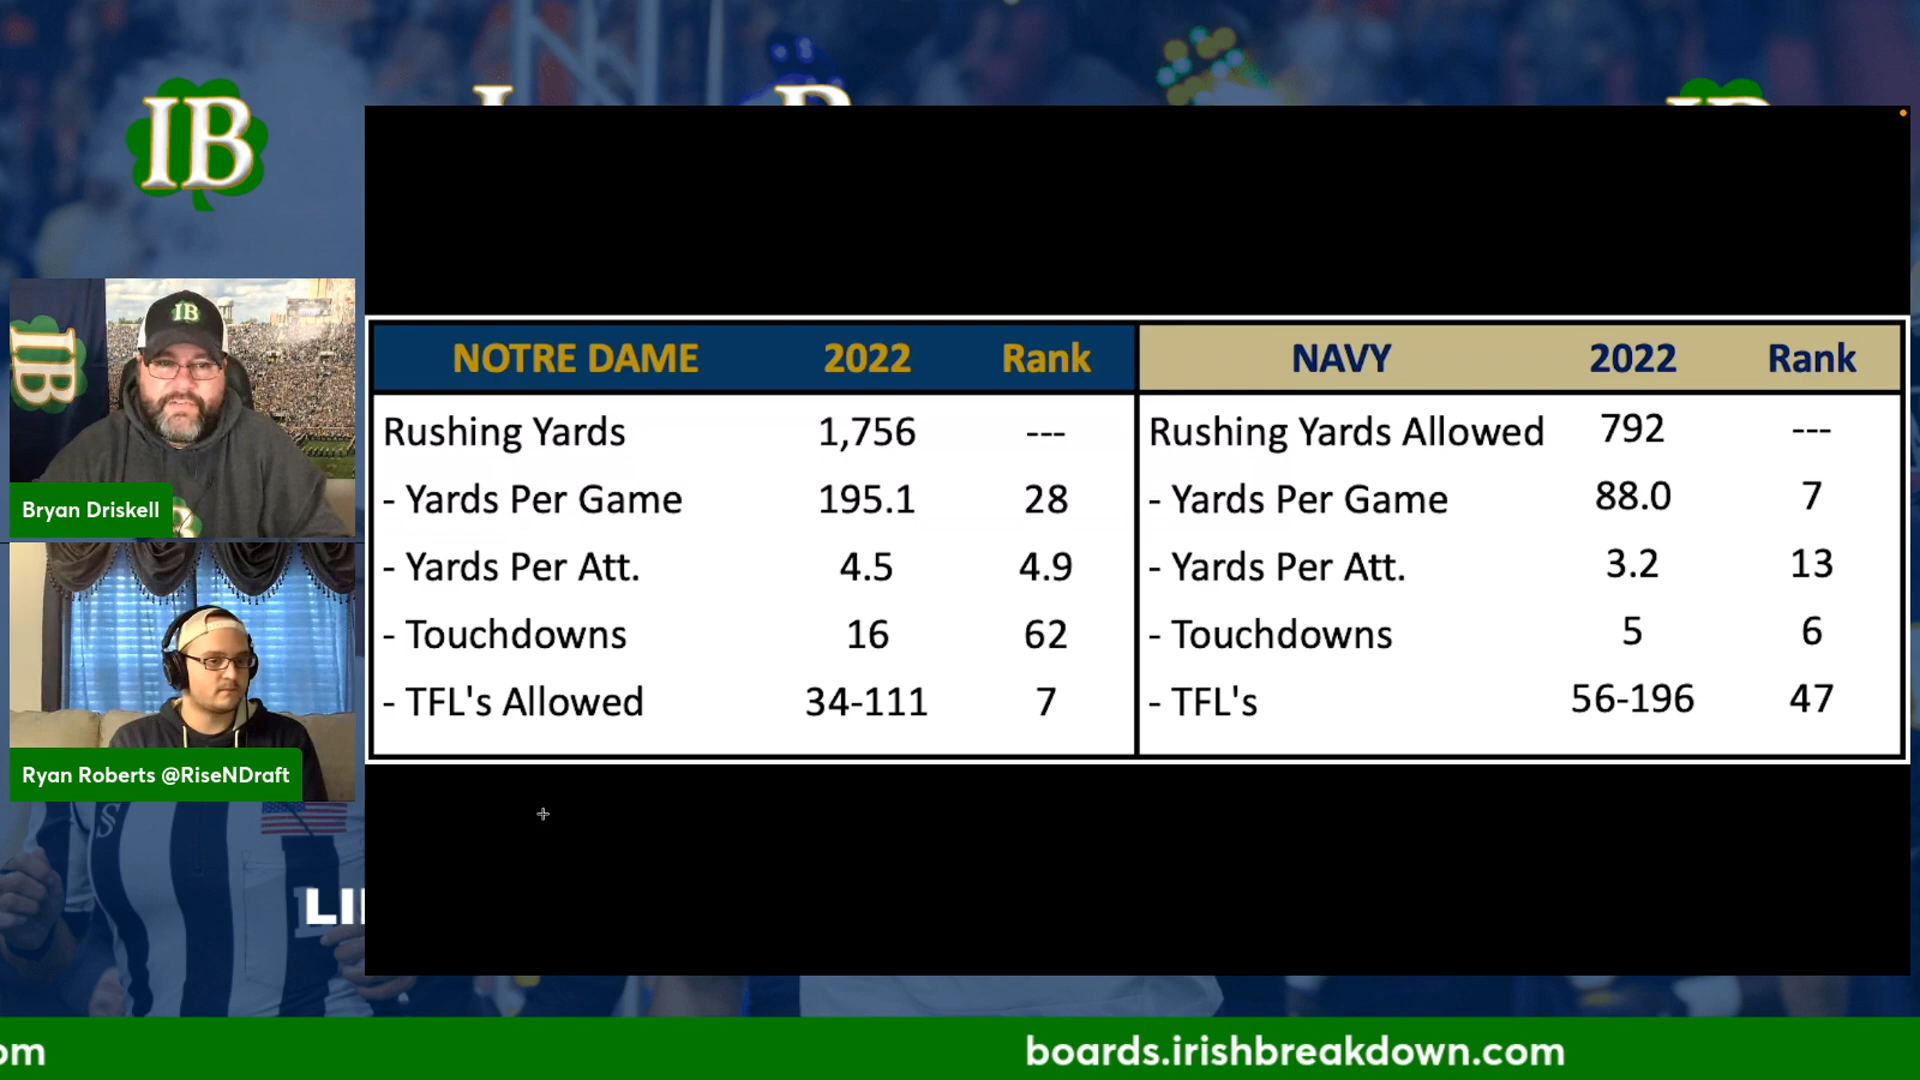 IB
NOTRE DAME 2022 Rank
Rushing Yards 1,756 ---
- Yards Per Game 195.1 28
- Yards Per Att. 4.5 4.9
- Touchdowns 16 62
- TFL's Allowed 34-111 7
NAVY 2022 Rank
Rushing Yards Allowed 792 ---
- Yards Per Game 88.0 7
- Yards Per Att. 3.2 13
- Touchdowns 5 6
- TFL's 56-196 47
IB
IB
Bryan Driskell
Ryan Roberts @RiseNDraft
S
LI
om
boards.irishbreakdown.com